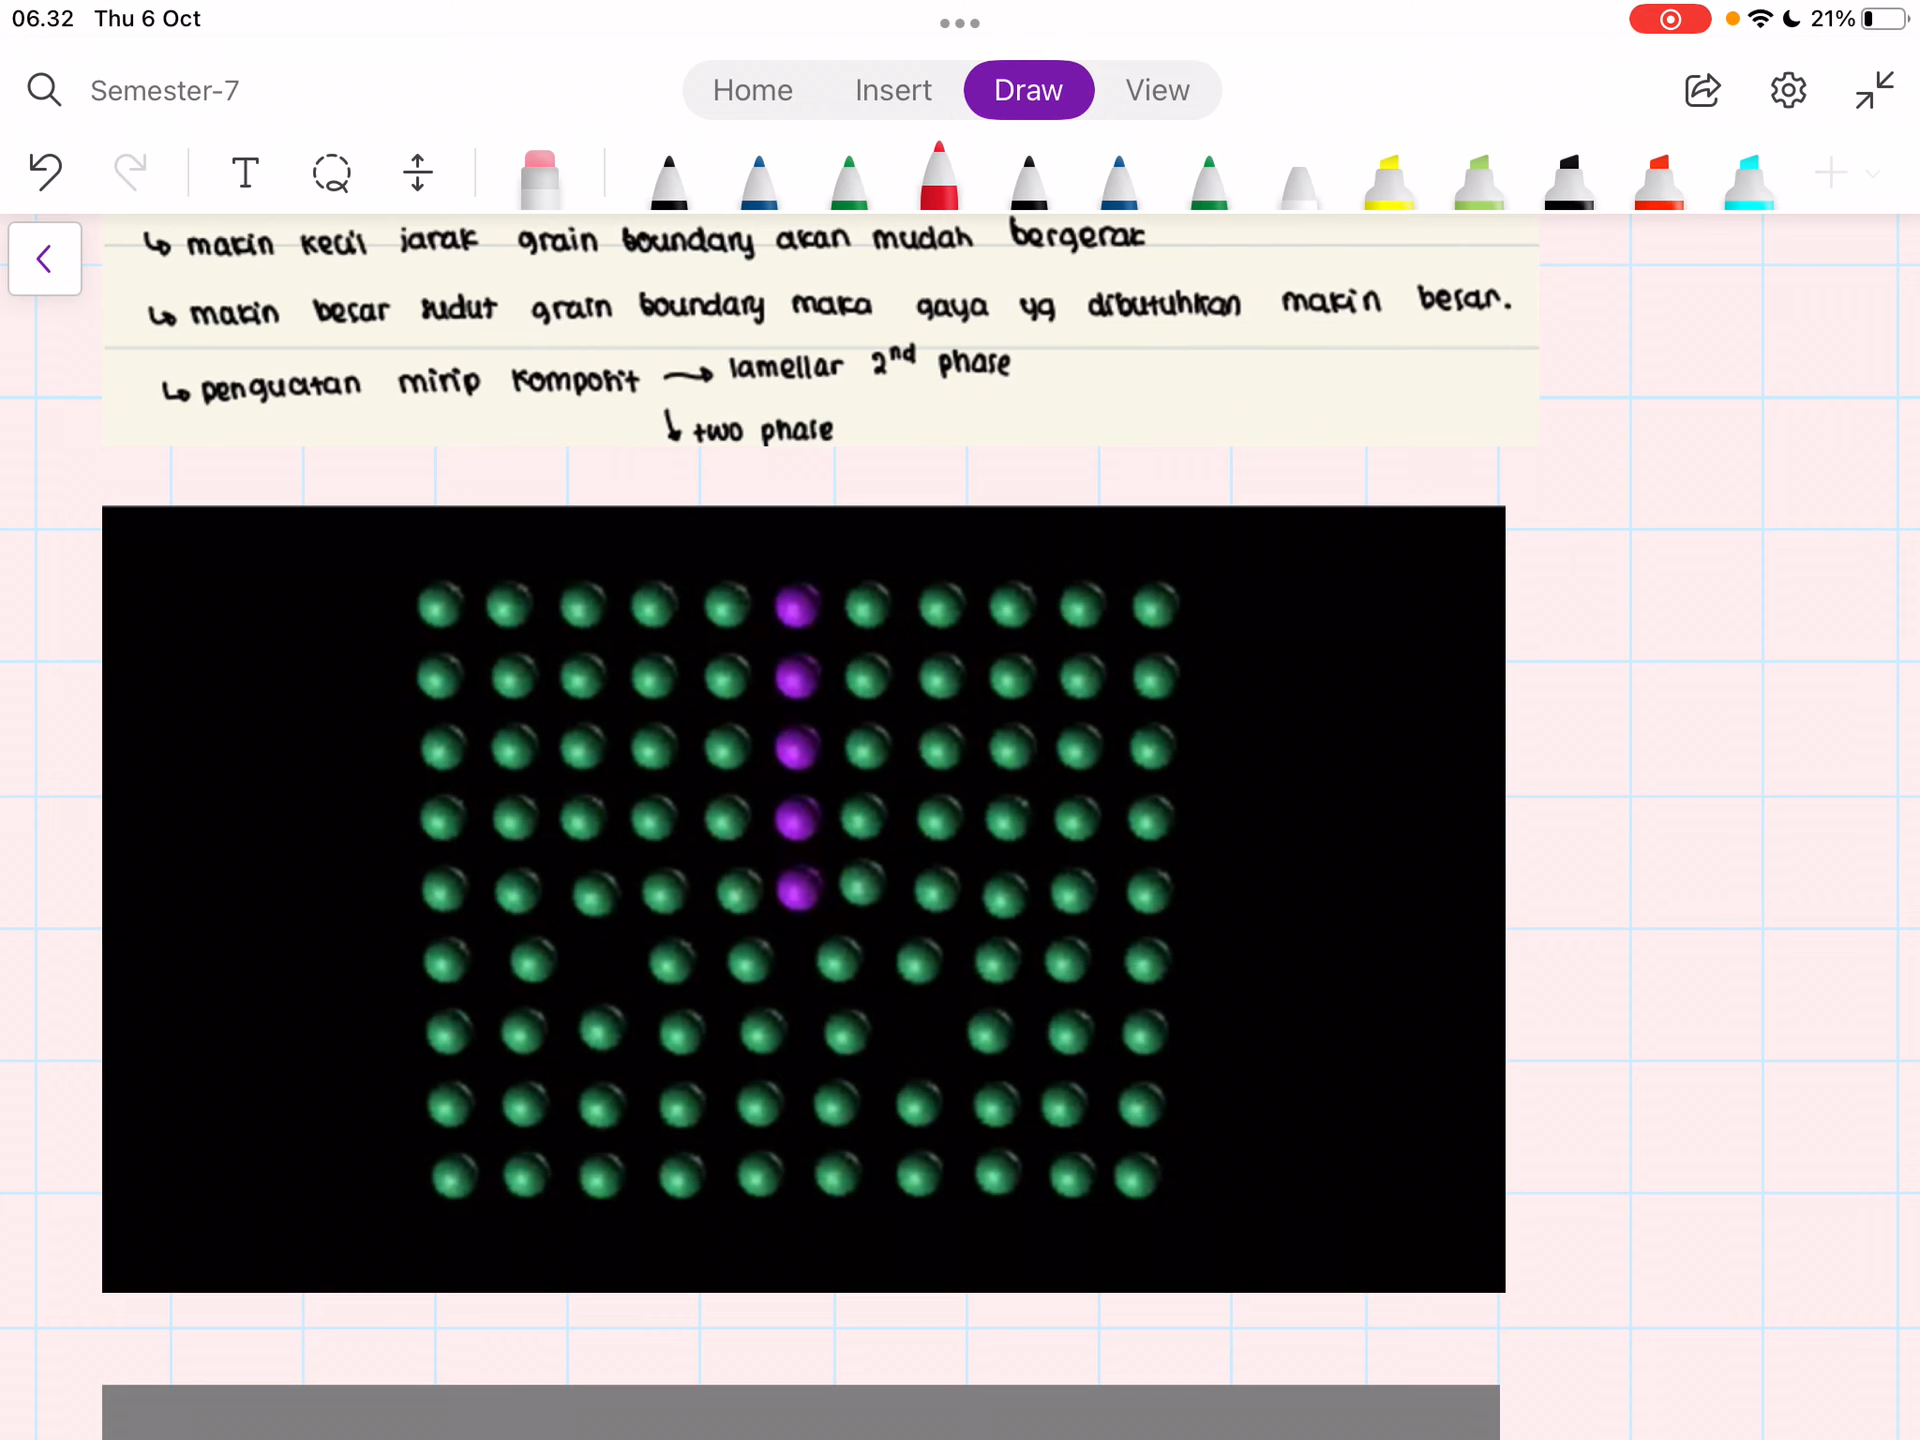 06.32 Thu 6 Oct 21%
Semester-7 Home Insert Draw View
T
↳ makin kecil jarak grain boundary akan mudah bergerak
↳ makin besar sudut grain boundary maka gaya yg dibutuhkan makin besar.
↳ penguatan mirip komposit → lamellar 2nd phase
↓ two phase